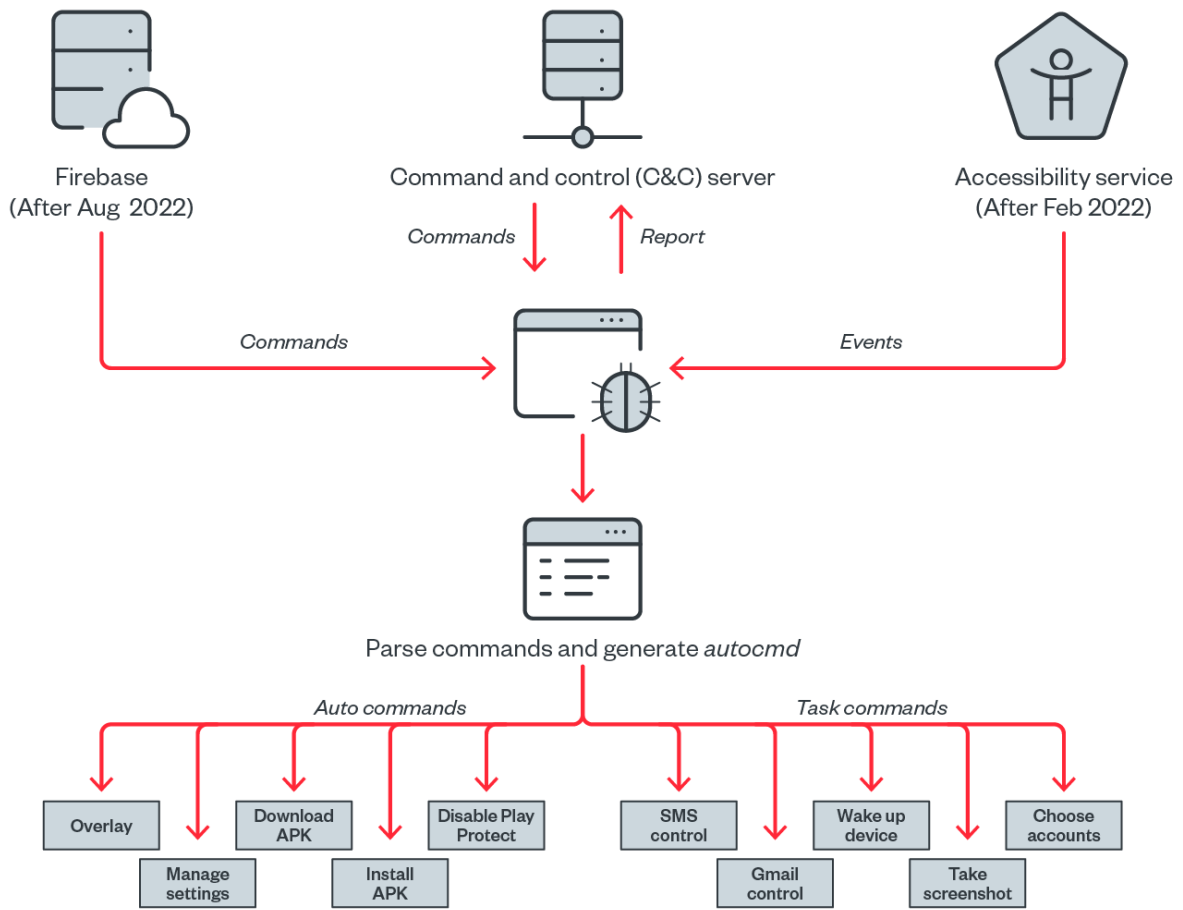 Firebase
(After Aug 2022)
Command and control (C&C) server
Accessibility service
(After Feb 2022)
Commands
Report
Commands
Events
Parse commands and generate autocmd
Auto commands
Task commands
Overlay
Manage
settings
Download
APK
Install
APK
Disable Play
Protect
SMS
control
Gmail
control
Wake up
device
Take
screenshot
Choose
accounts